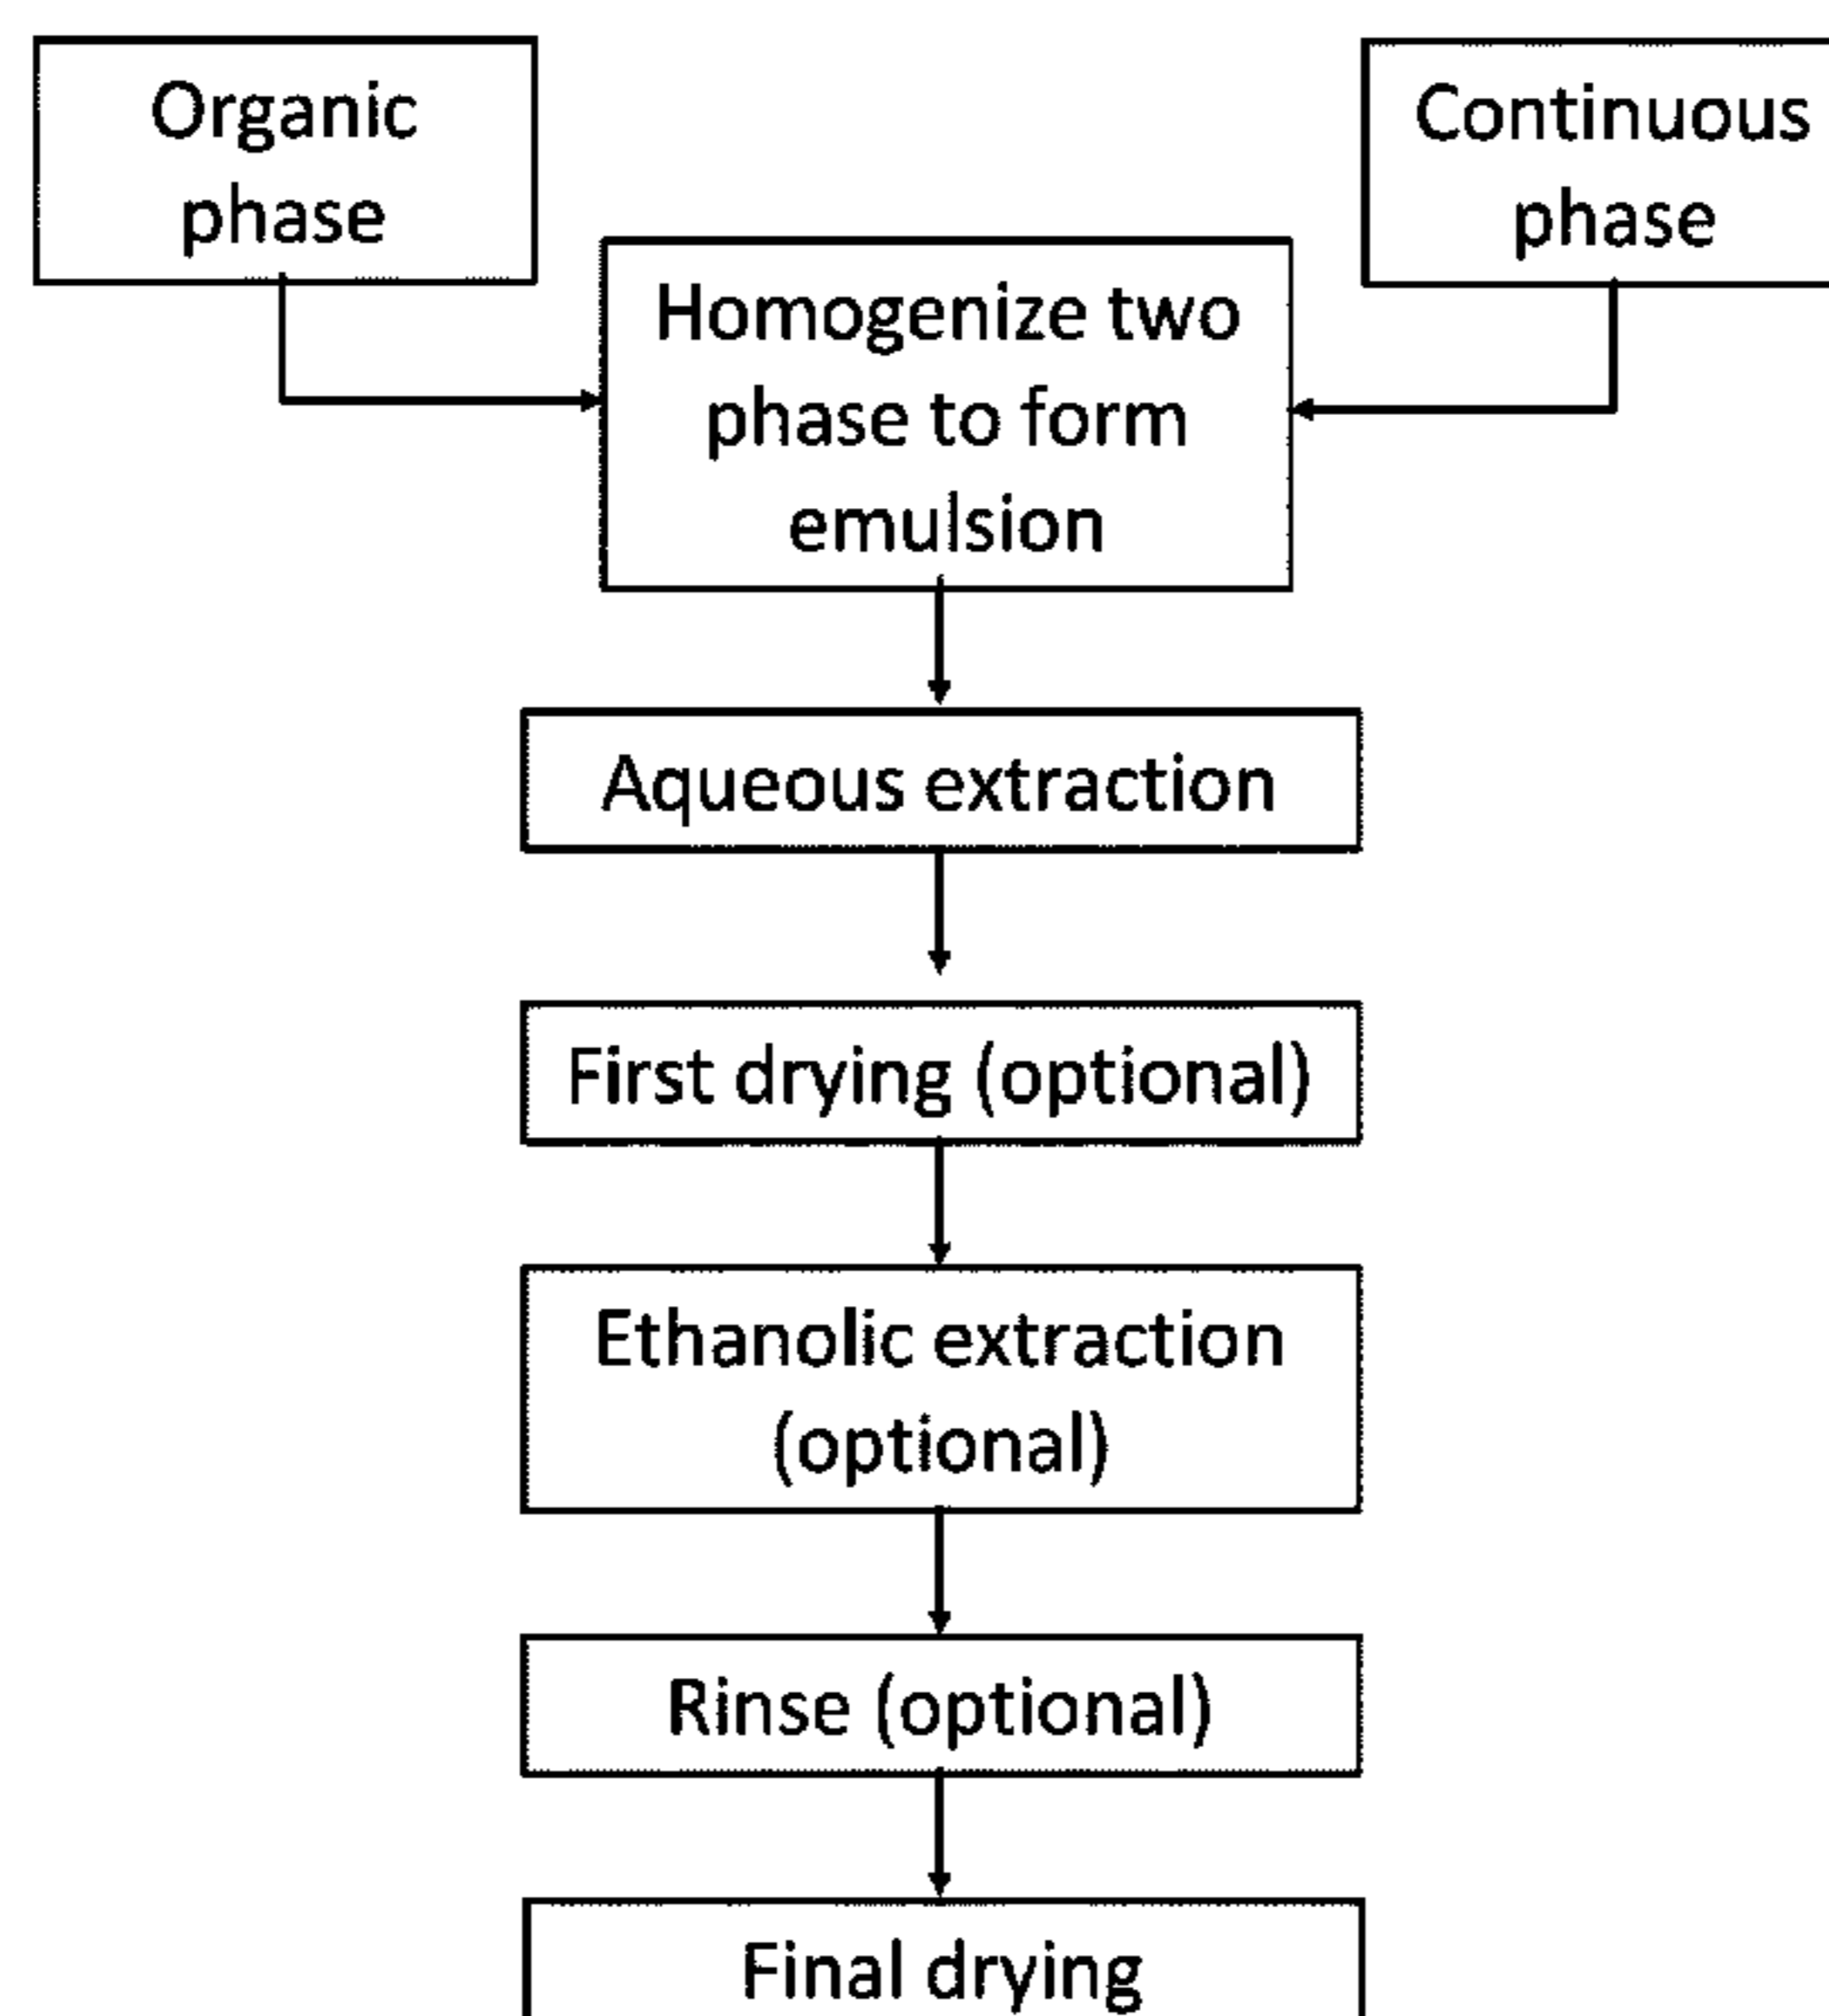 Organic
phase
Continuous
phase
Homogenize two
phase to form
emulsion
Aqueous extraction
First drying (optional)
Ethanolic extraction
(optional)
Rinse (optional)
Final drying